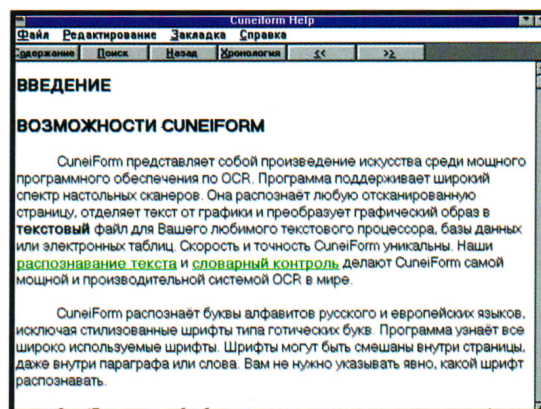 Cuneiform Help
Файл Редактирование Закладка Справка
Содержание Поиск Назад Хронология << >>
ВВЕДЕНИЕ
ВОЗМОЖНОСТИ CUNEIFORM
CuneiForm представляет собой произведение искусства среди мощного
программного обеспечения по OCR. Программа поддерживает широкий
спектр настольных сканеров. Она распознаёт любую отсканированную
страницу, отделяет текст от графики и преобразует графический образ в
текстовый файл для Вашего любимого текстового процессора, базы данных
или электронных таблиц. Скорость и точность CuneiForm уникальны. Наши
распознавание текста и словарный контроль делают CuneiForm самой
мощной и производительной системой OCR в мире.
CuneiForm распознаёт буквы алфавитов русского и европейских языков,
исключая стилизованные шрифты типа готических букв. Программа узнаёт все
широко используемые шрифты. Шрифты могут быть смешаны внутри страницы,
даже внутри параграфа или слова. Вам не нужно указывать явно, какой шрифт
распознавать.